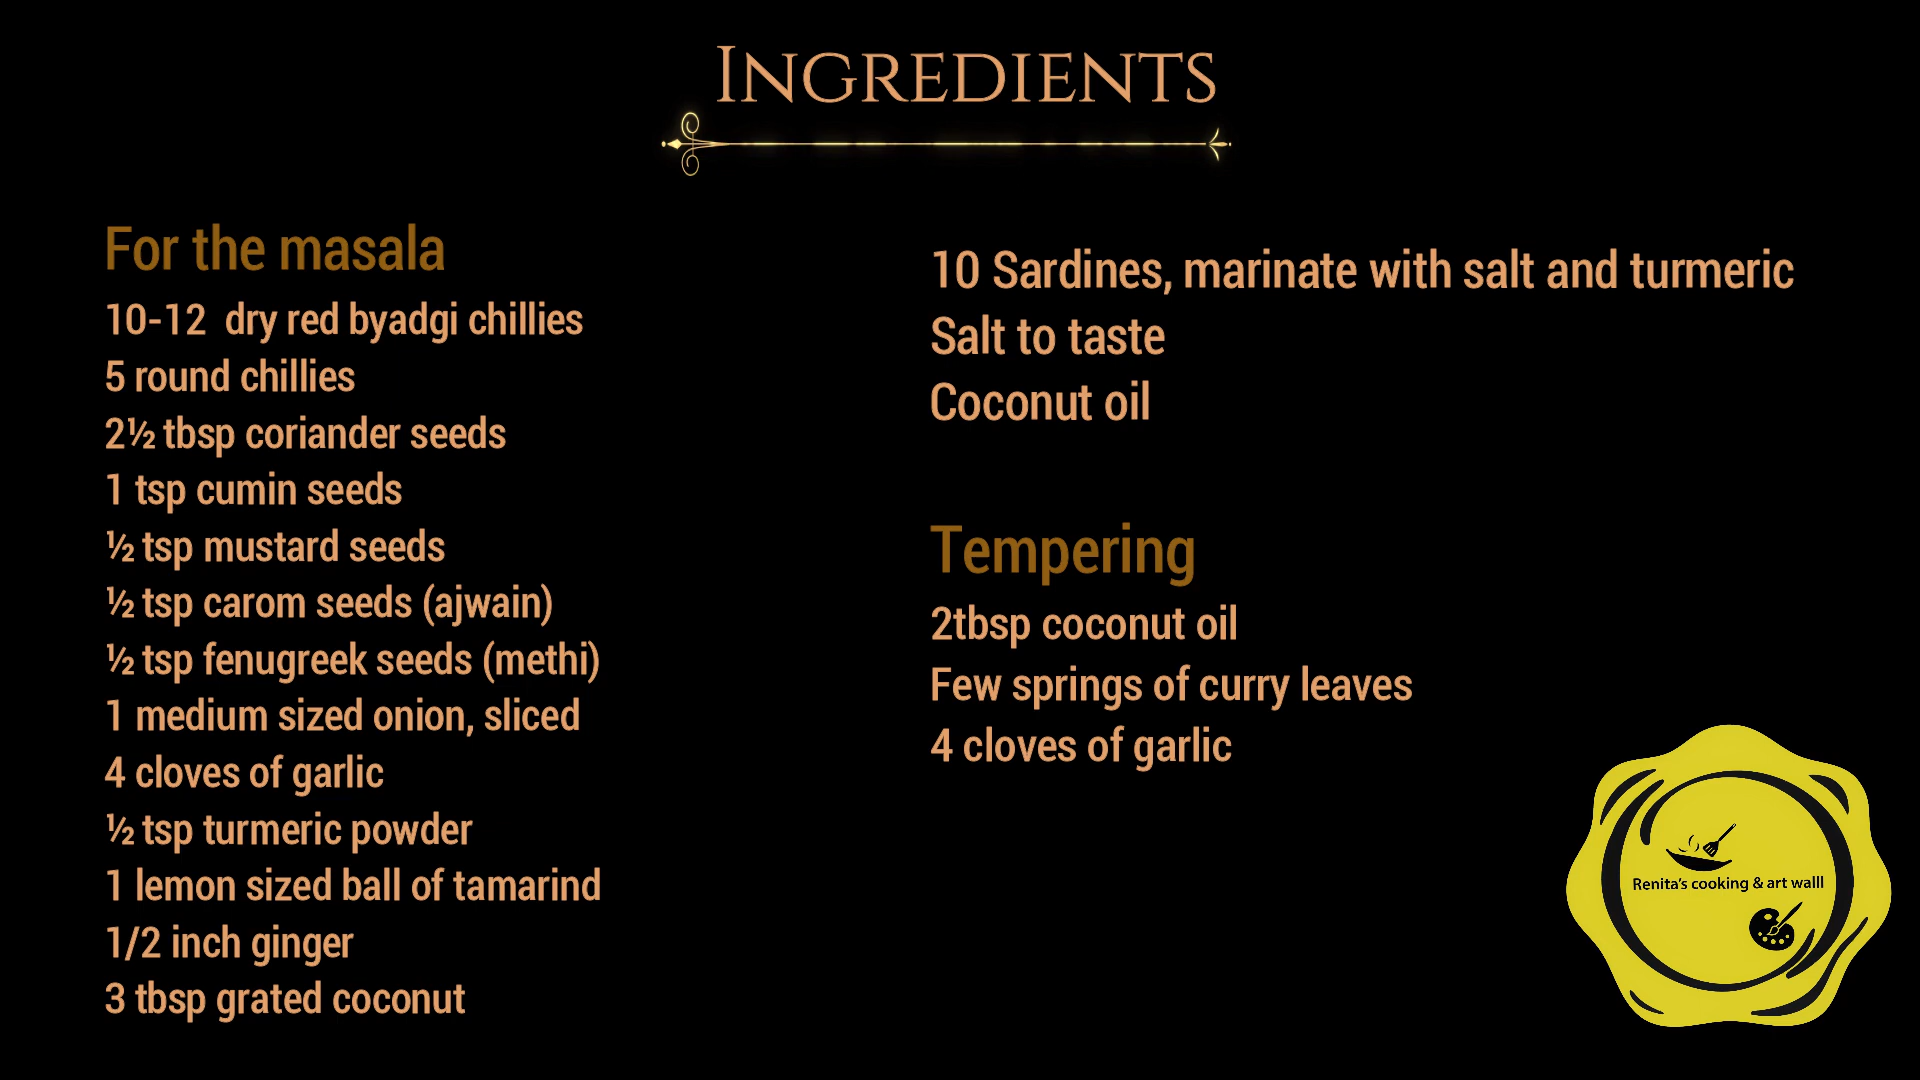 Ingredients
For the masala
10-12  dry red byadgi chillies
5 round chillies
2½ tbsp coriander seeds
1 tsp cumin seeds
½ tsp mustard seeds
½ tsp carom seeds (ajwain)
½ tsp fenugreek seeds (methi)
1 medium sized onion, sliced
4 cloves of garlic
½ tsp turmeric powder
1 lemon sized ball of tamarind
1/2 inch ginger
3 tbsp grated coconut
10 Sardines, marinate with salt and turmeric
Salt to taste
Coconut oil
Tempering
2tbsp coconut oil
Few springs of curry leaves
4 cloves of garlic
Renita's cooking & art walll